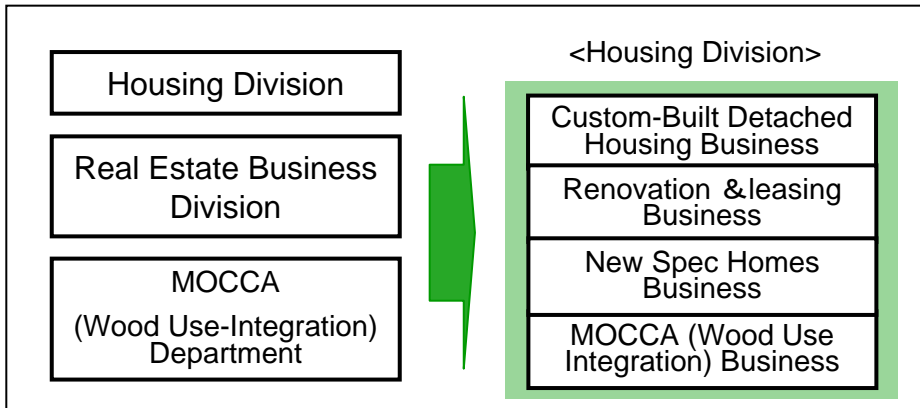 Housing Division
Real Estate Business
Division
MOCCA
(Wood Use-Integration)
Department
<Housing Division>
Custom-Built Detached
Housing Business
Renovation &leasing
Business
New Spec Homes
Business
MOCCA (Wood Use
Integration) Business